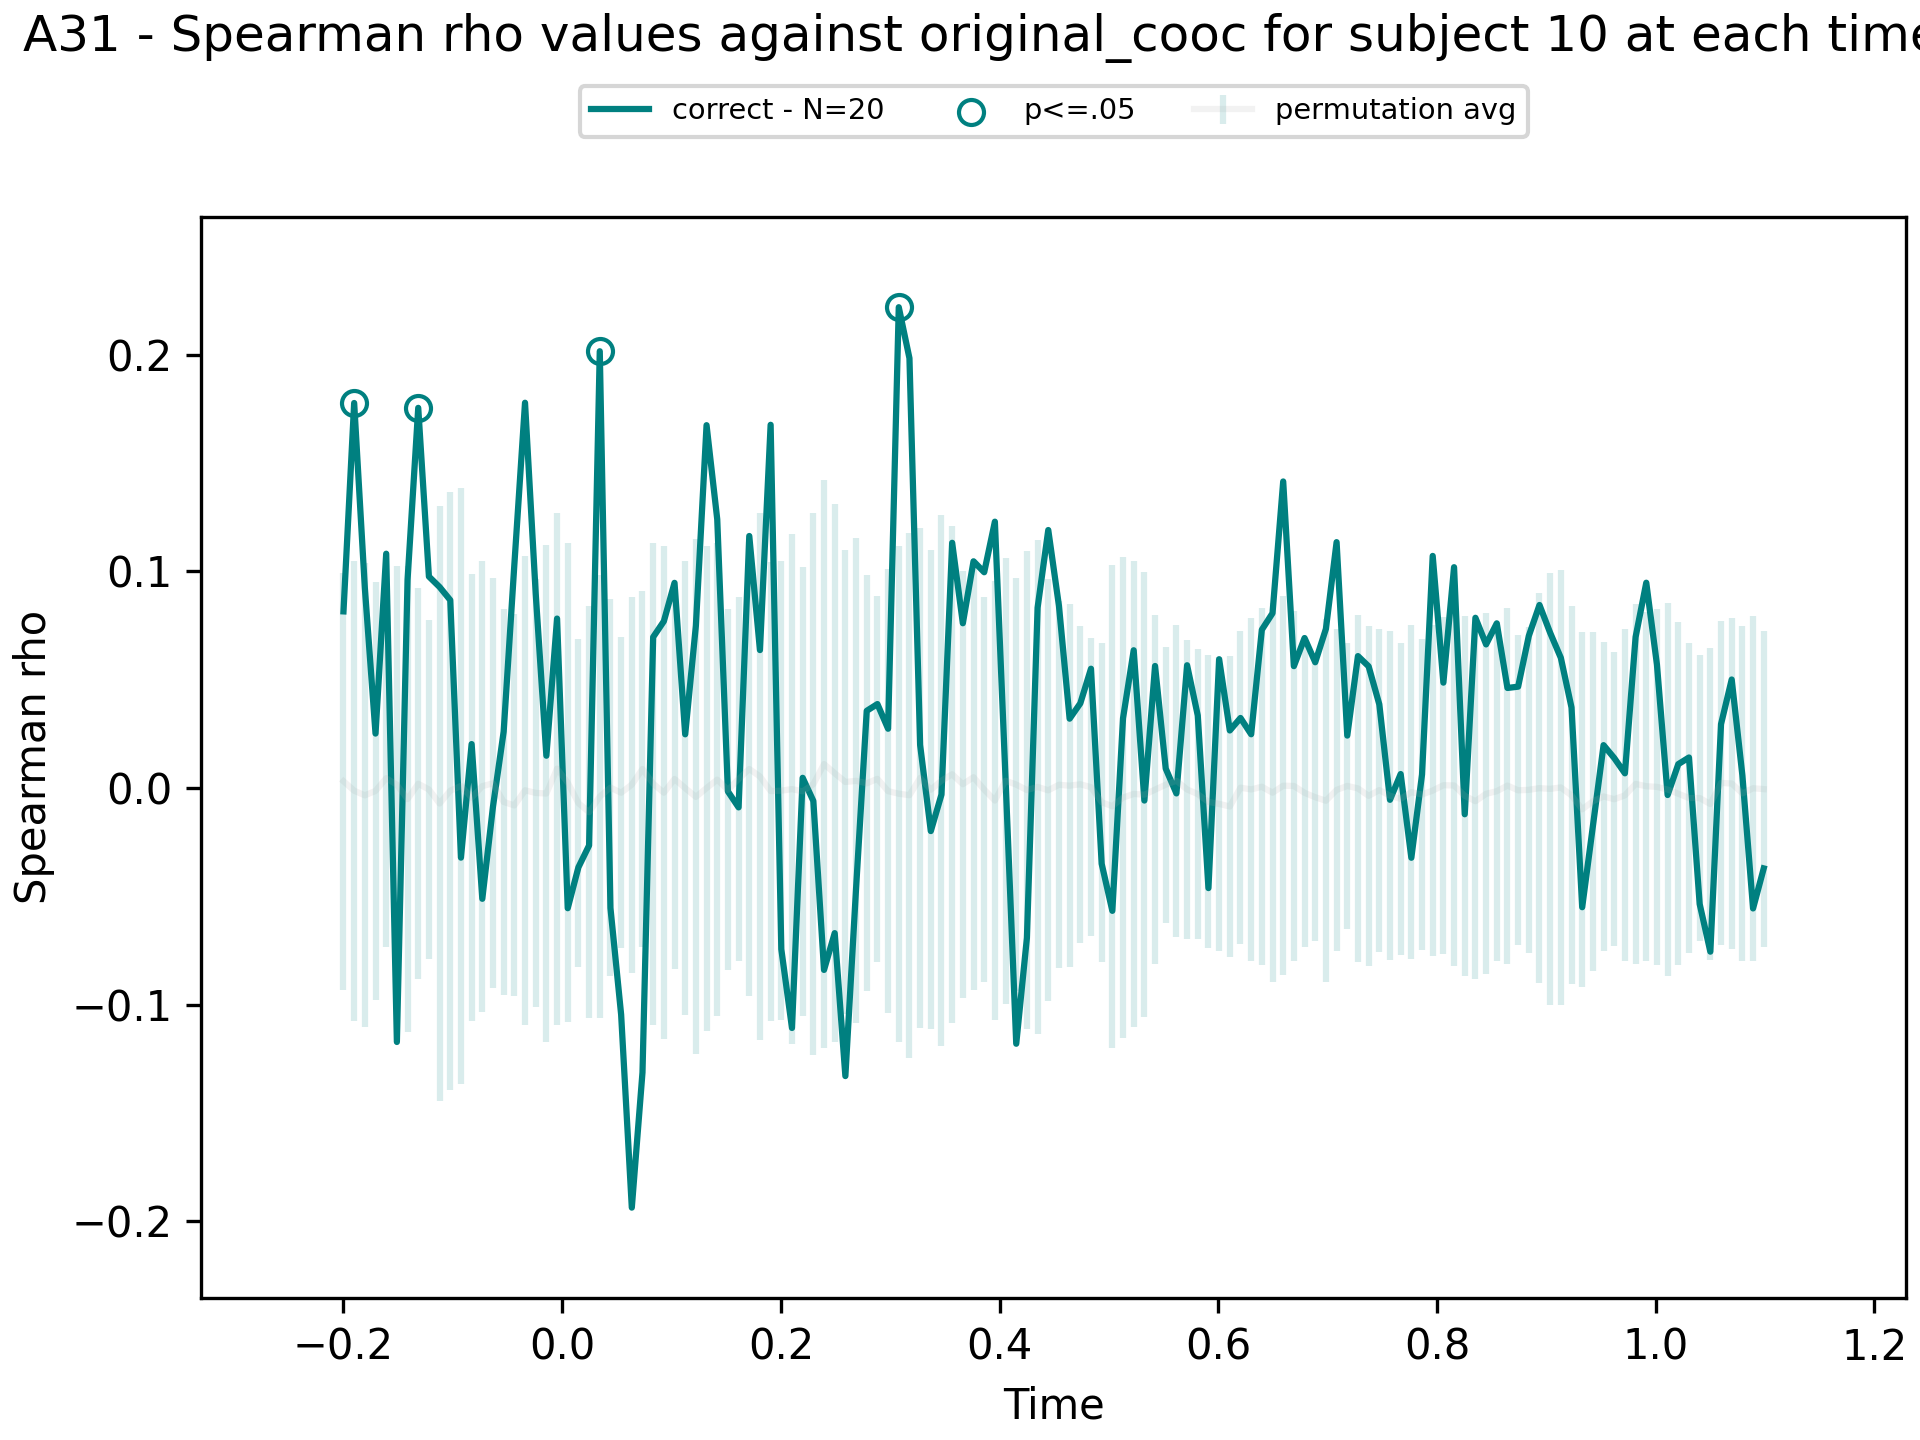 A31 - Spearman rho values against original_cooc for subject 10 at each time
correct - N=20 p<=.05 permutation avg
0.2
0.1
0.0
−0.1
−0.2
Spearman rho
−0.2 0.0 0.2 0.4 0.6 0.8 1.0 1.2
Time